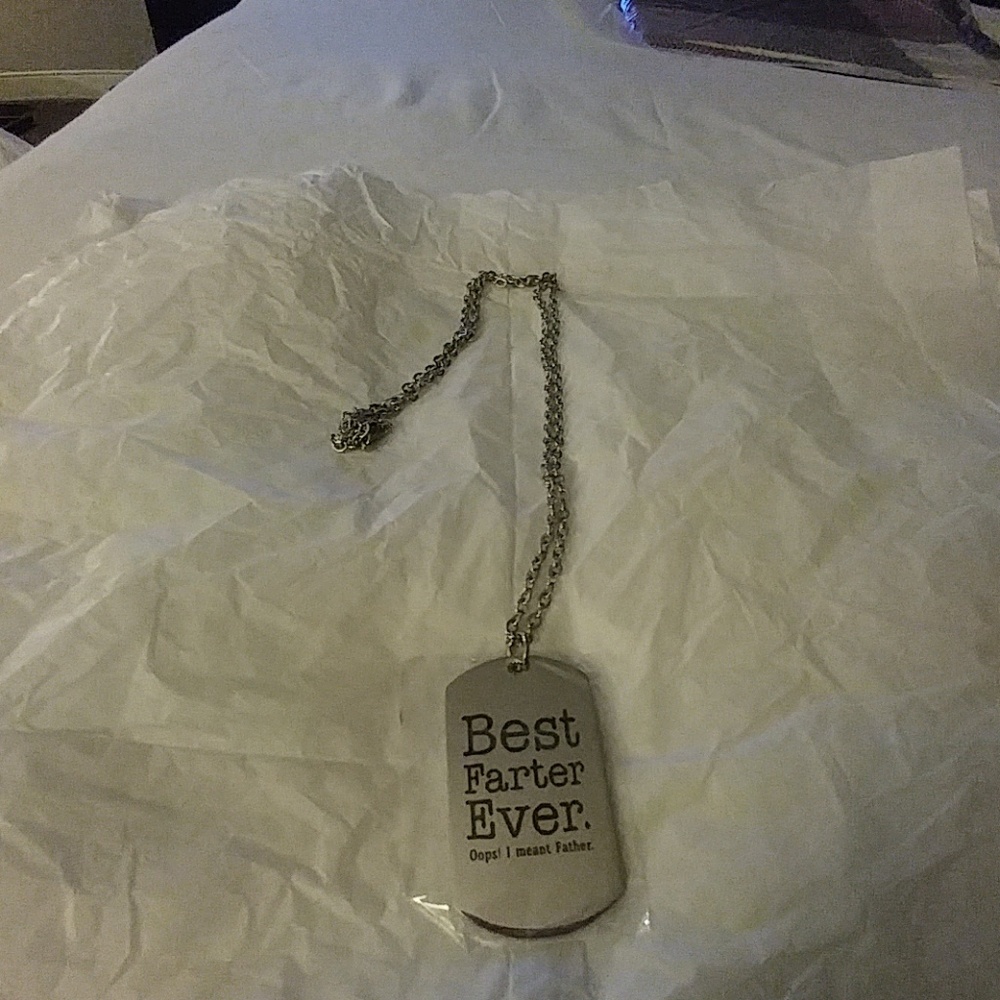 Best
Farter
Ever.
Oops! I meant Father.